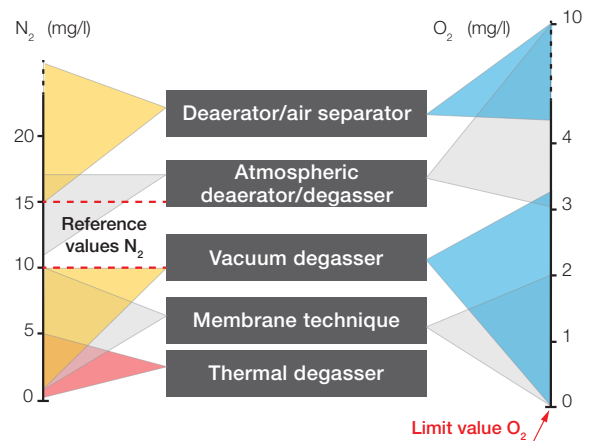 N₂ (mg/l)
O₂ (mg/l)
10
Deaerator/air separator
20
4
Atmospheric
deaerator/degasser
15
3
Reference
values N₂
Vacuum degasser
10
2
Membrane technique
5
1
Thermal degasser
0
0
Limit value O₂